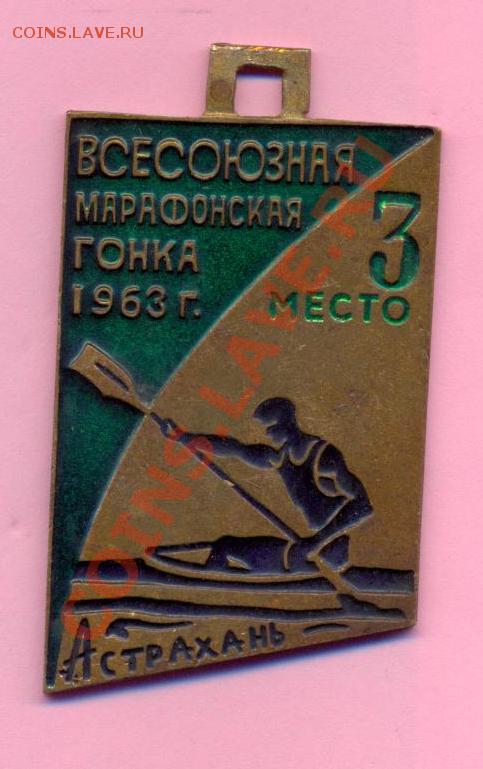 COINS.LAVE.RU
ВСЕСОЮЗНАЯ
МАРАФОНСКАЯ
ГОНКА
1963 г.
3
МЕСТО
АСТРАХАНЬ
COINS.LAVE.RU